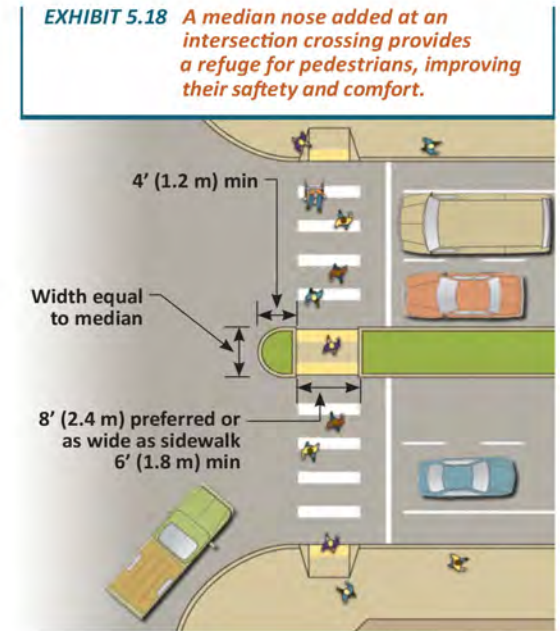 EXHIBIT 5.18 A median nose added at an
intersection crossing provides
a refuge for pedestrians, improving
their saftety and comfort.
4’ (1.2 m) min
Width equal
to median
8’ (2.4 m) preferred or
as wide as sidewalk
6’ (1.8 m) min